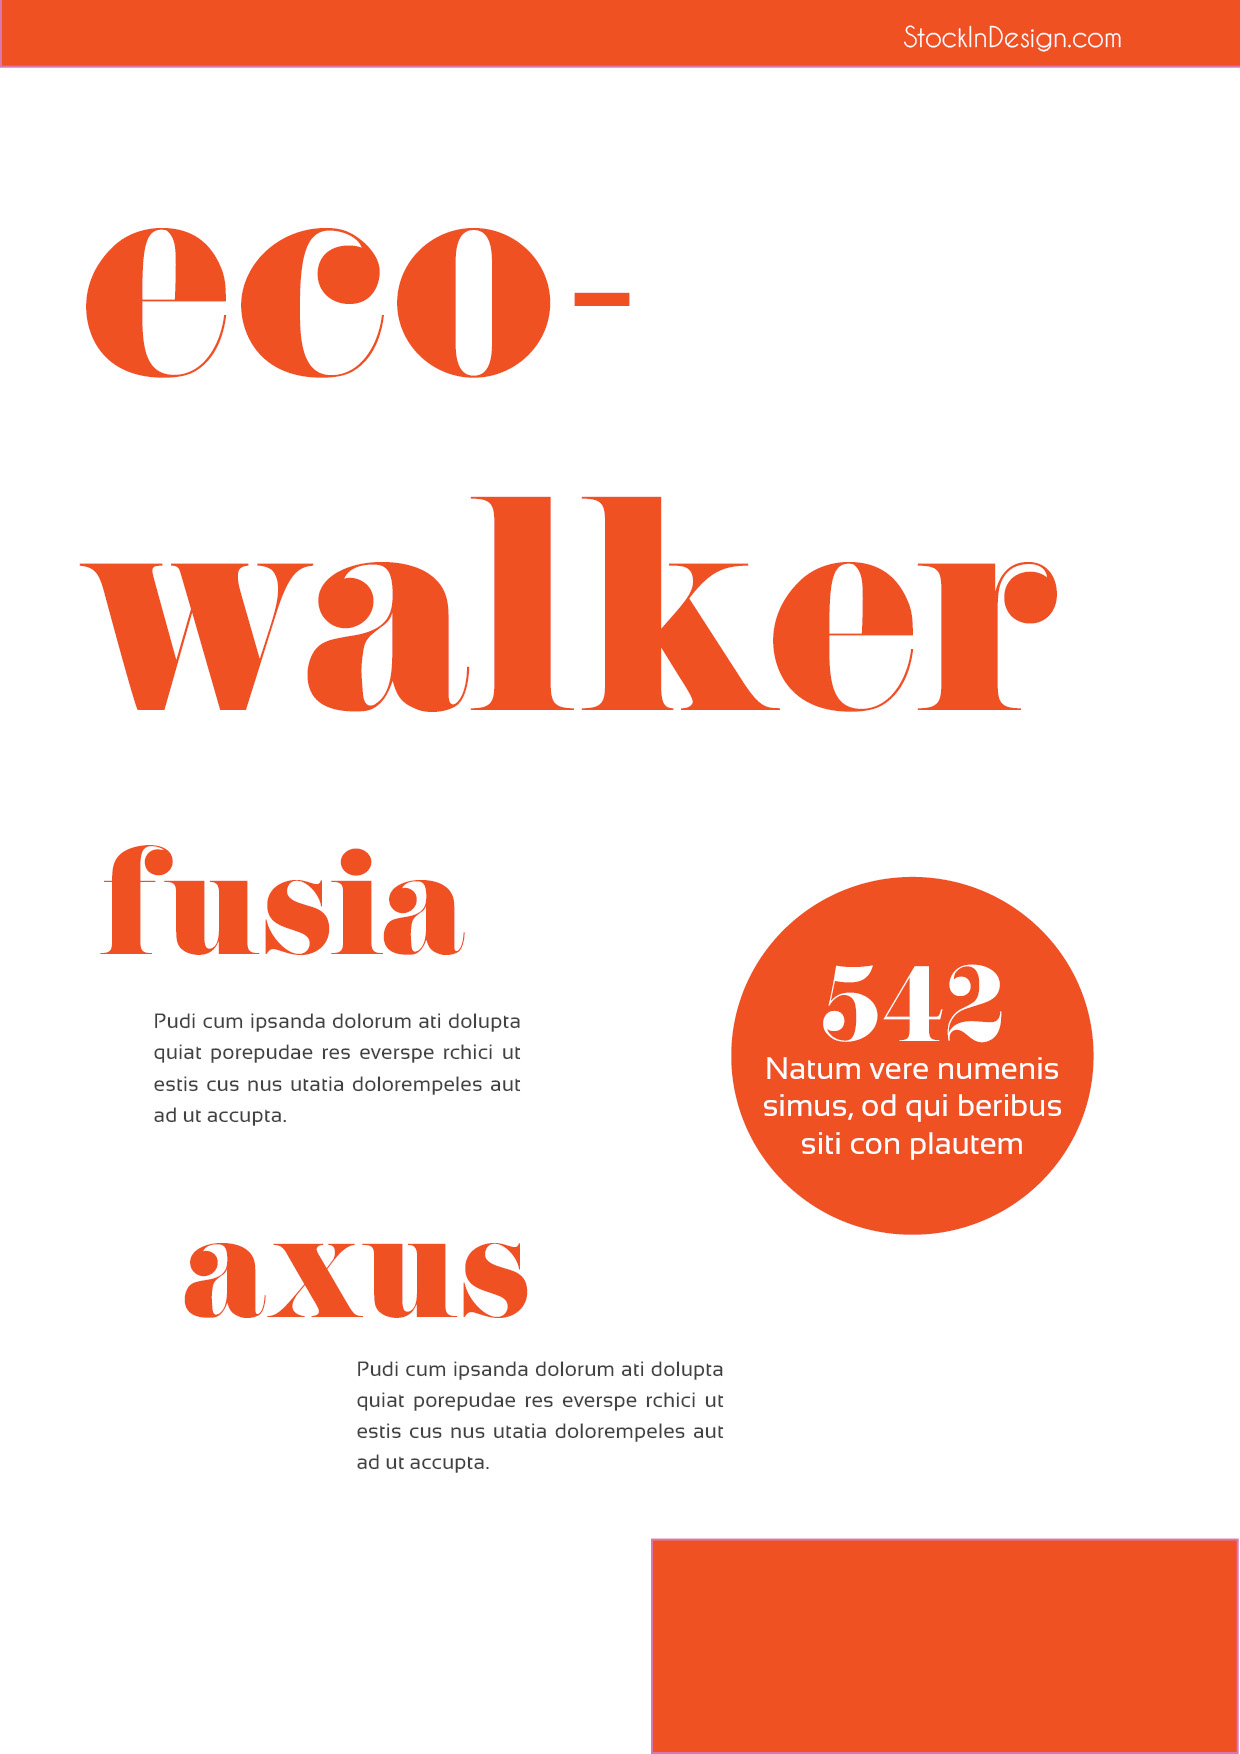 StockInDesign.com
eco-
walker
fusia
Pudi cum ipsanda dolorum ati dolupta
quiat porepudae res everspe rchici ut
estis cus nus utatia dolorempeles aut
ad ut accupta.
542
Natum vere numenis
simus, od qui beribus
siti con plautem
axus
Pudi cum ipsanda dolorum ati dolupta
quiat porepudae res everspe rchici ut
estis cus nus utatia dolorempeles aut
ad ut accupta.